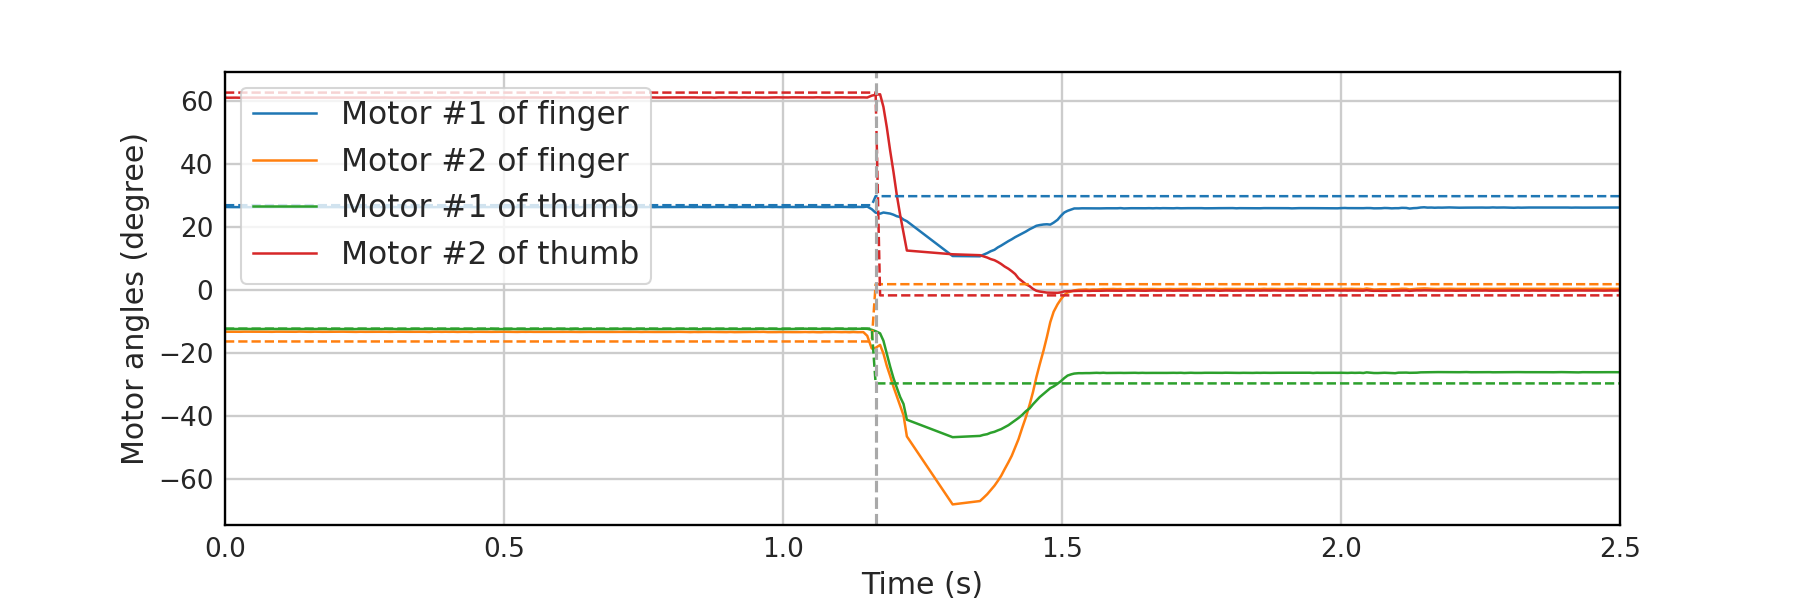 Motor angles (degree)
60
40
20
0
−20
−40
−60
Motor #1 of finger
Motor #2 of finger
Motor #1 of thumb
Motor #2 of thumb
0.0 0.5 1.0 1.5 2.0 2.5
Time (s)